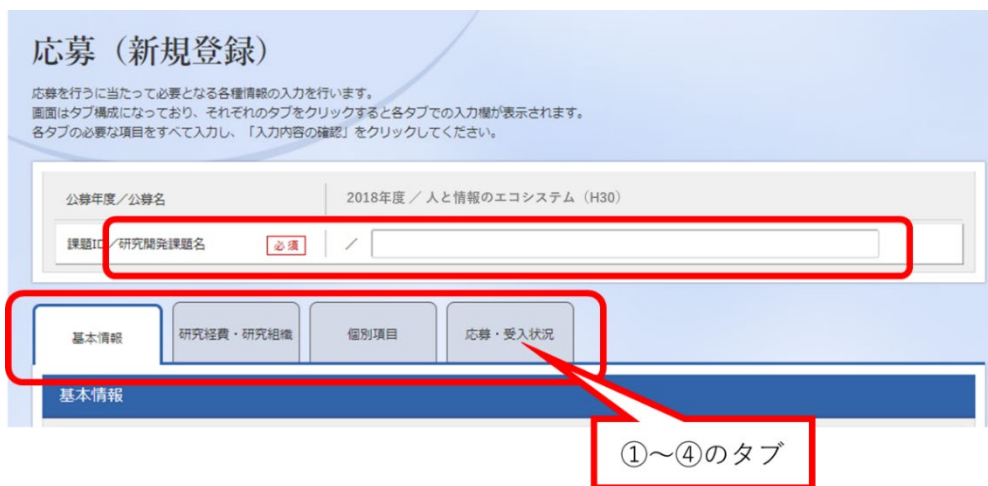 応募（新規登録）
応募を行うに当たって必要となる各種情報の入力を行います。
画面はタブ構成になっており、それぞれのタブをクリックすると各タブでの入力欄が表示されます。
各タブの必要な項目をすべて入力し、「入力内容の確認」をクリックしてください。
公募年度／公募名 2018年度 ／ 人と情報のエコシステム（H30）
課題ID／研究開発課題名 必須 ／
基本情報 研究経費・研究組織 個別項目 応募・受入状況
基本情報
①～④のタブ